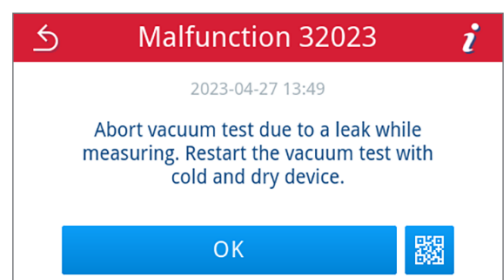 Malfunction 32023
i
2023-04-27 13:49
Abort vacuum test due to a leak while
measuring. Restart the vacuum test with
cold and dry device.
OK